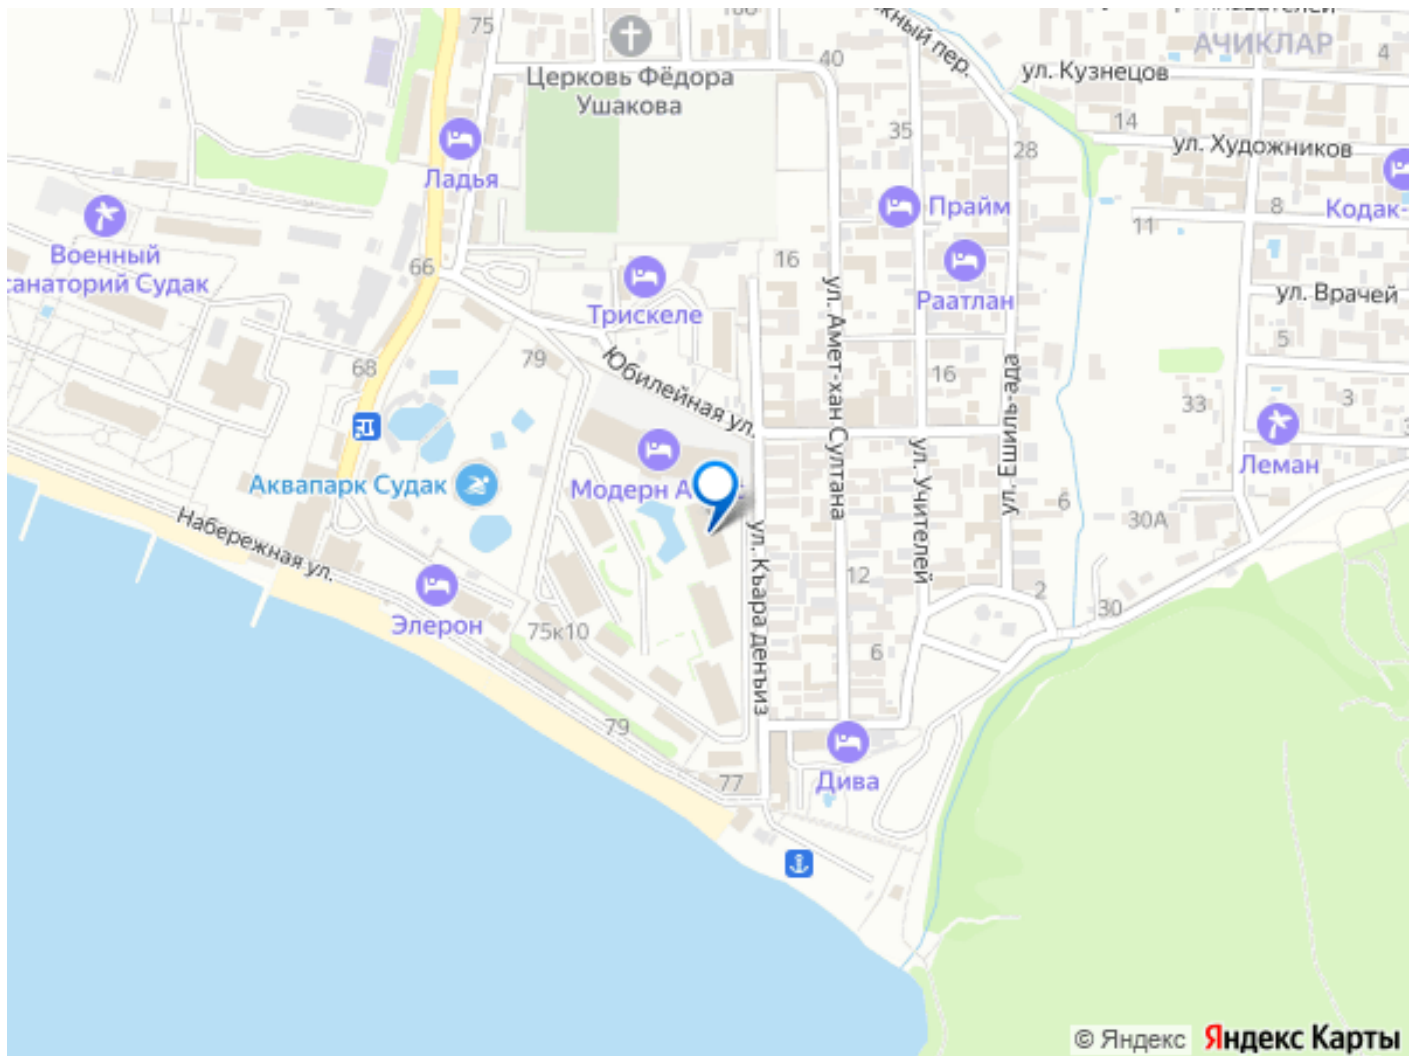 75
40
4
АЧИКЛАР
жный пер.
ул. Кузнецов
Церковь Фёдора
Ушакова
14
35
28
ул. Художников
Ладья
Прайм
8
Кодак-
11
Военный
санаторий Судак
66
16
Трискеле
Раатлан
ул. Врачей
ул. Амет-хан Султана
5
79
68
Юбилейная ул.
16
ул. Ешиль-ада
33
3
Модерн А
ул. Учителей
Леман
Аквапарк Судак
6
30А
Набережная ул.
ул. Къара денъиз
12
2
30
Элерон
75к10
6
79
77
Дива
© Яндекс
Яндекс Карты